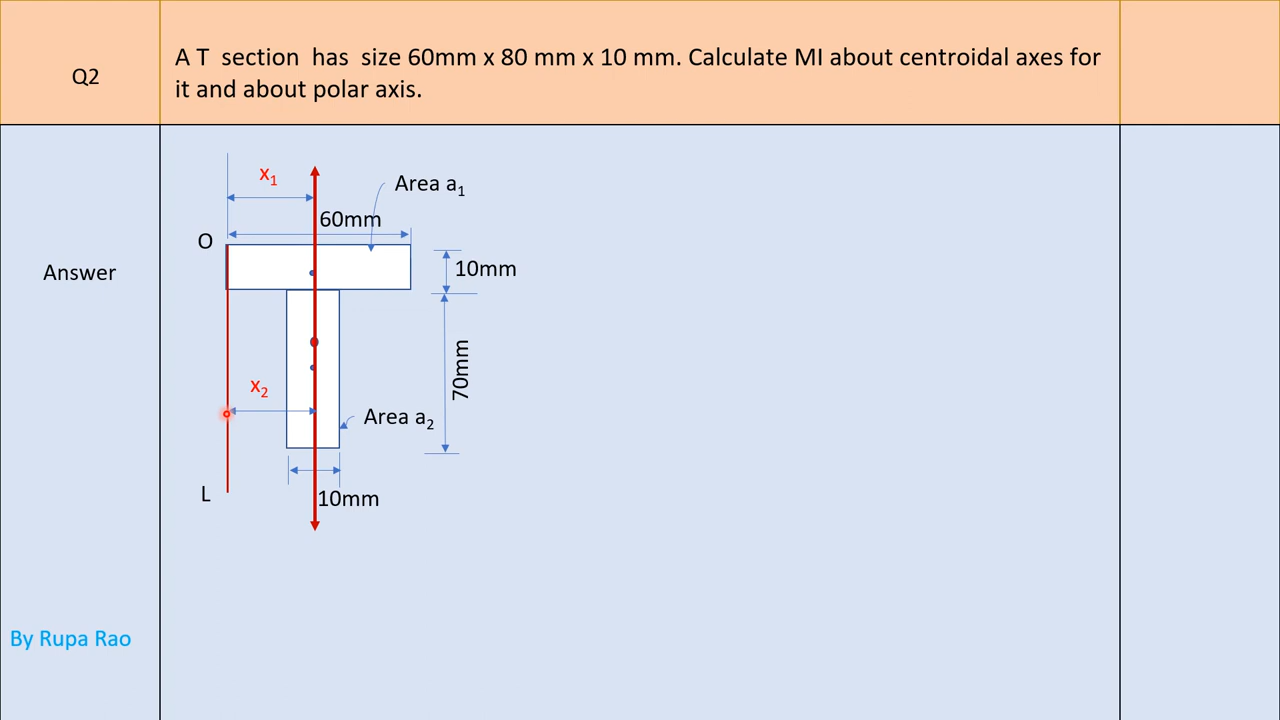 Q2
A T section has size 60mm x 80 mm x 10 mm. Calculate MI about centroidal axes for
it and about polar axis.
Answer
x1
Area a1
60mm
O
10mm
70mm
x2
Area a2
L
10mm
By Rupa Rao